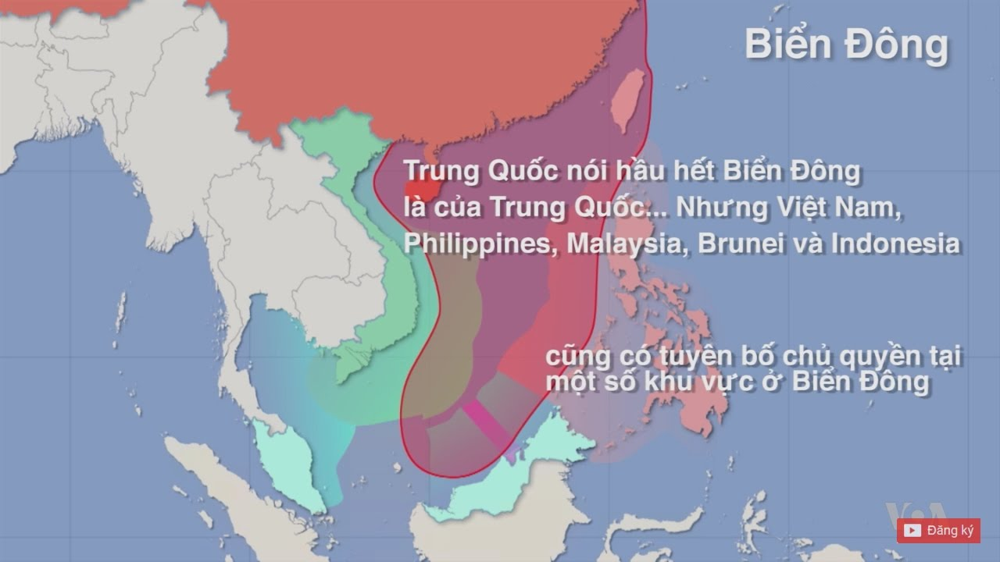 Biển Đông
Trung Quốc nói hầu hết Biển Đông
là của Trung Quốc... Nhưng Việt Nam,
Philippines, Malaysia, Brunei và Indonesia
cũng có tuyên bố chủ quyền tại
một số khu vực ở Biển Đông
VOA
Đăng ký